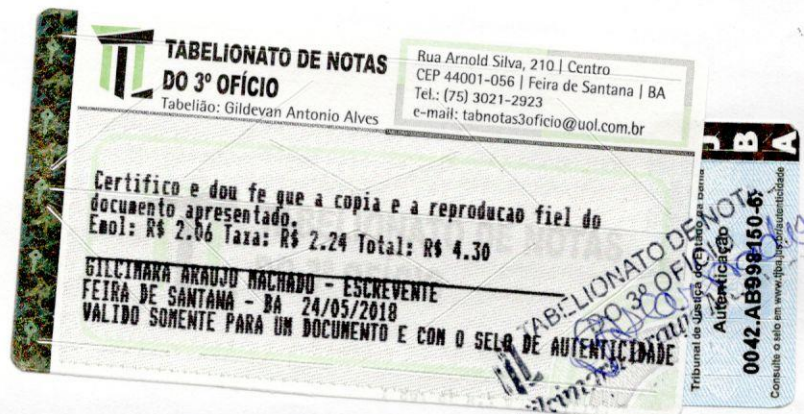 TABELIONATO DE NOTAS
DO 3º OFÍCIO
Tabelião: Gildevan Antonio Alves
Rua Arnold Silva, 210 | Centro
CEP 44001-056 | Feira de Santana | BA
Tel.: (75) 3021-2923
e-mail: tabnotas3oficio@uol.com.br
Certifico e dou fe que a copia e a reproducao fiel do
documento apresentado.
Emol: R$ 2.06 Taxa: R$ 2.24 Total: R$ 4.30
GILCIMARA ARAUJO MACHADO - ESCREVENTE
FEIRA DE SANTANA - BA 24/05/2018
VALIDO SOMENTE PARA UM DOCUMENTO E COM O SELO DE AUTENTICIDADE
TABELIONATO DE NOTAS
DO 3º OFÍCIO
JBA
Tribunal de Justiça do Estado da Bahia
Autenticação
0042.AB998150-6
Consulte o selo em www.tjba.jus.br/autenticidade